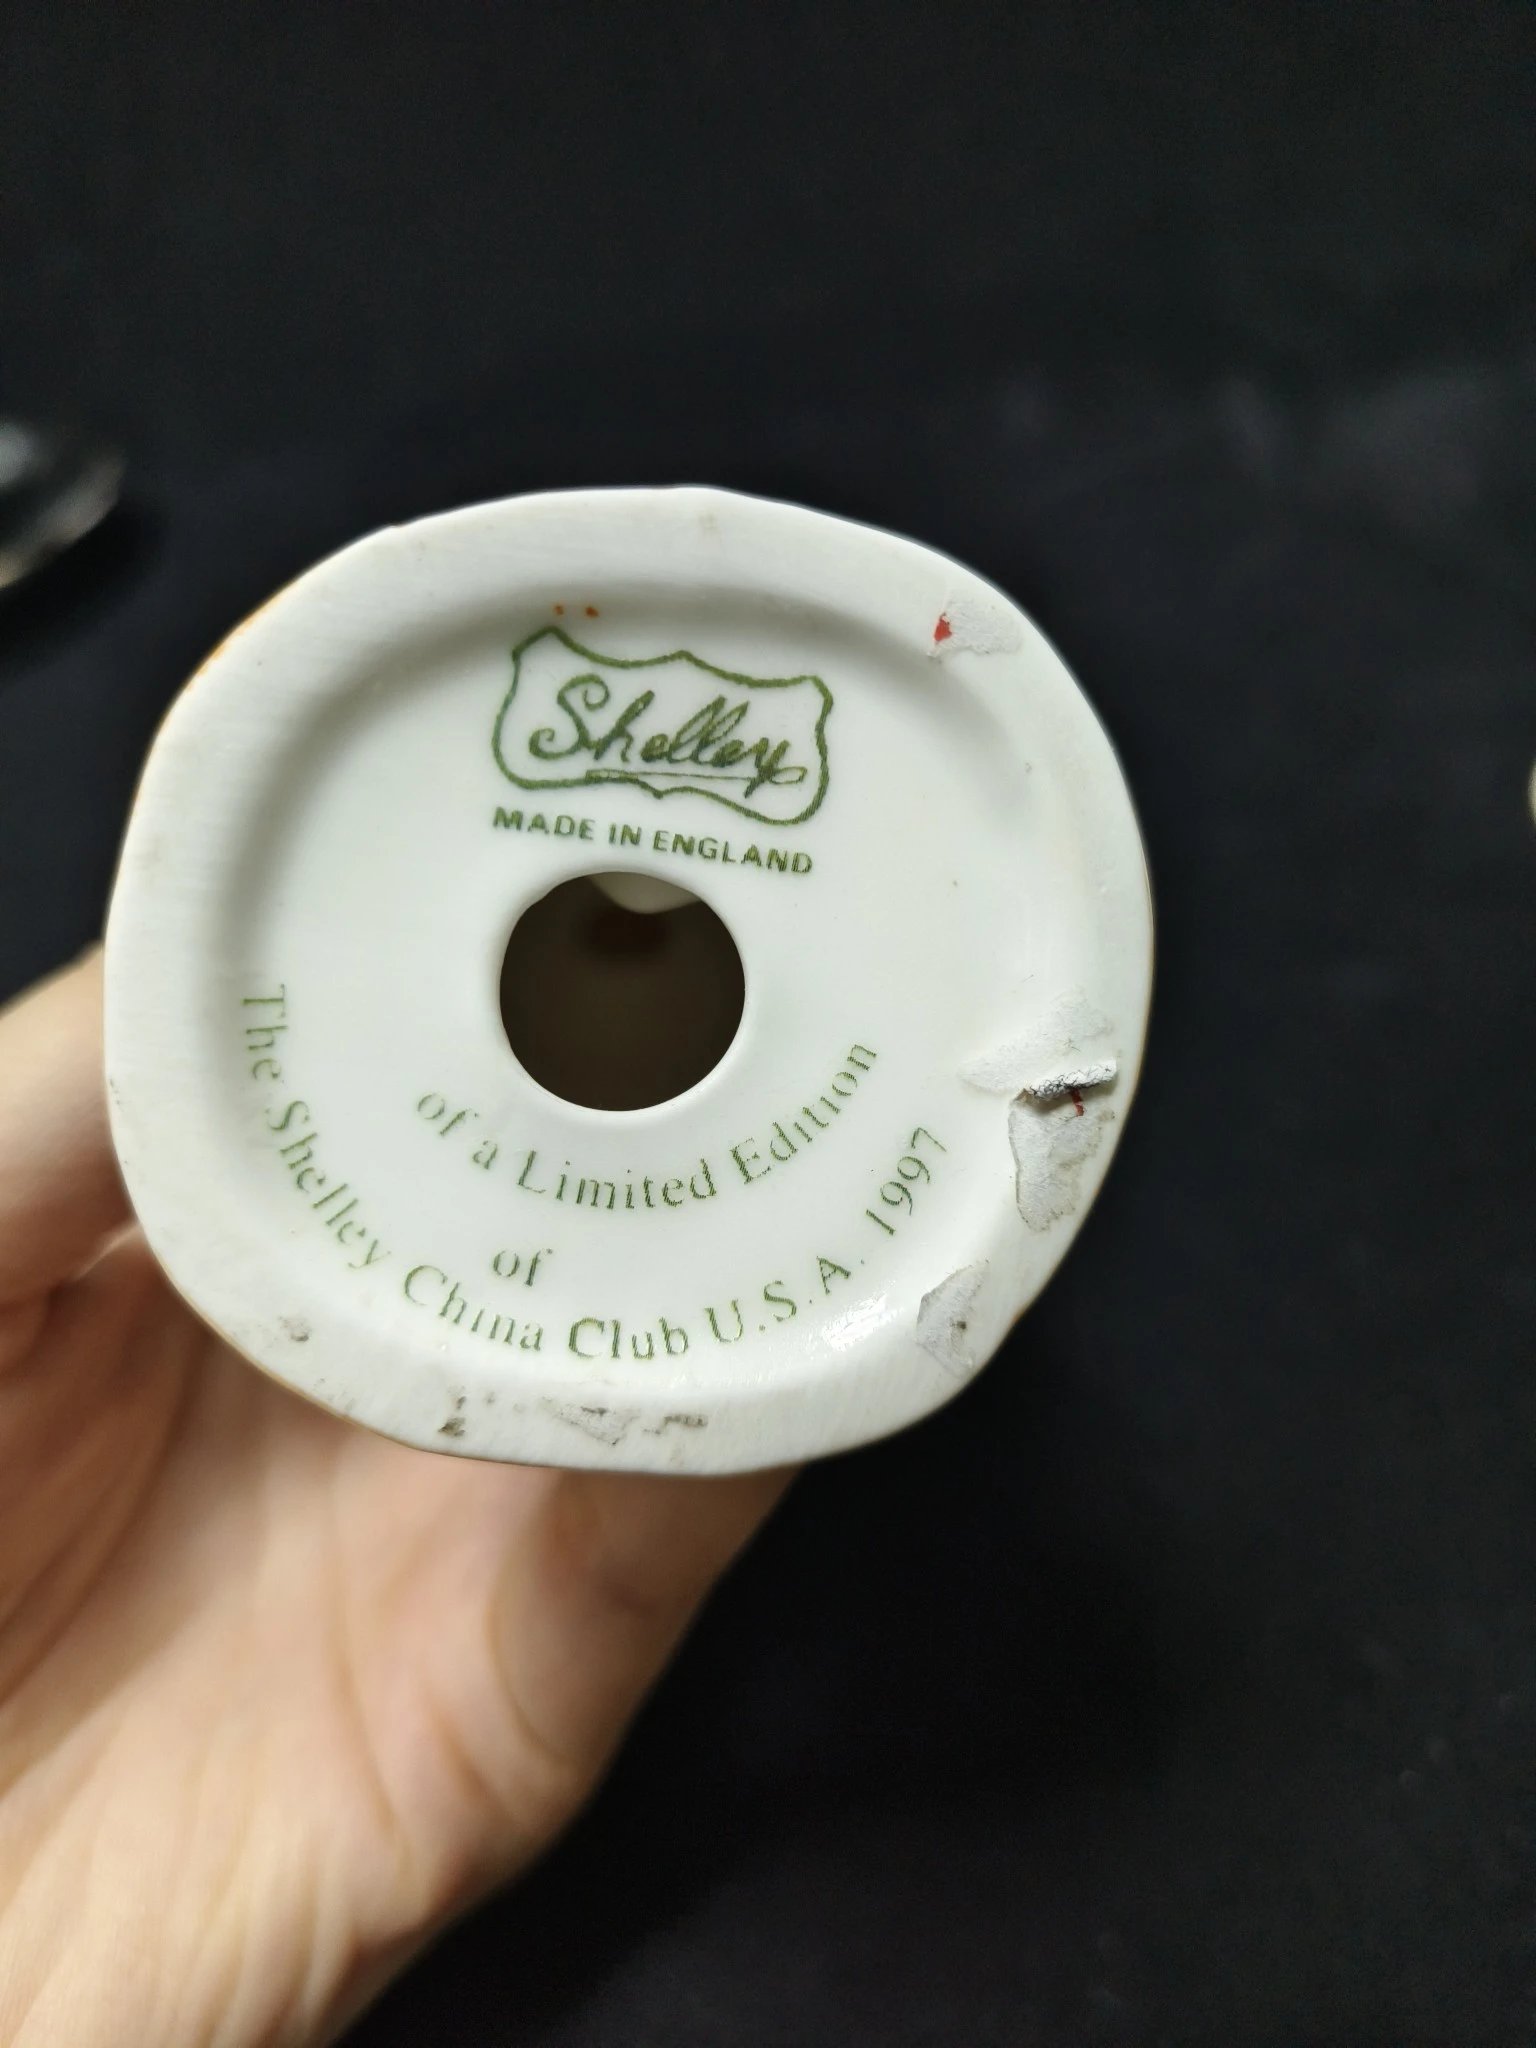 Shelley
MADE IN ENGLAND
of a Limited Edition
of
The Shelley China Club U.S.A. 1997